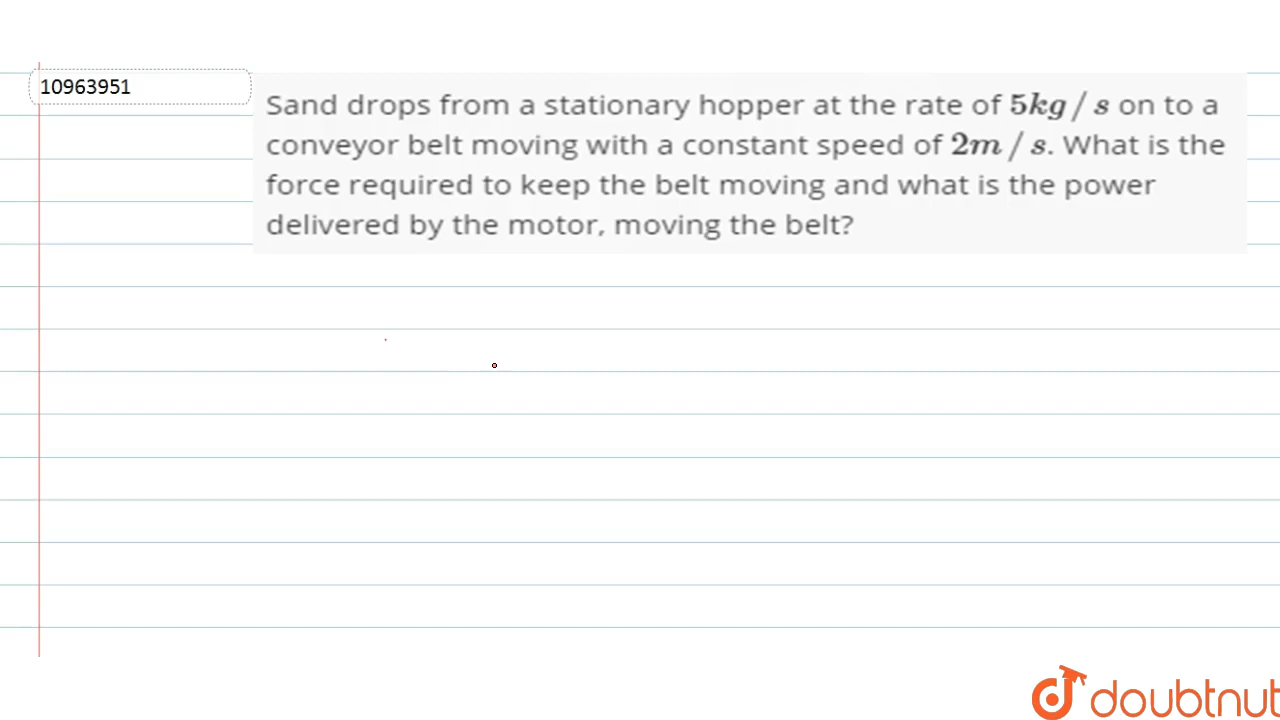 10963951
Sand drops from a stationary hopper at the rate of 5kg / s on to a
conveyor belt moving with a constant speed of 2m / s. What is the
force required to keep the belt moving and what is the power
delivered by the motor, moving the belt?
doubtnut